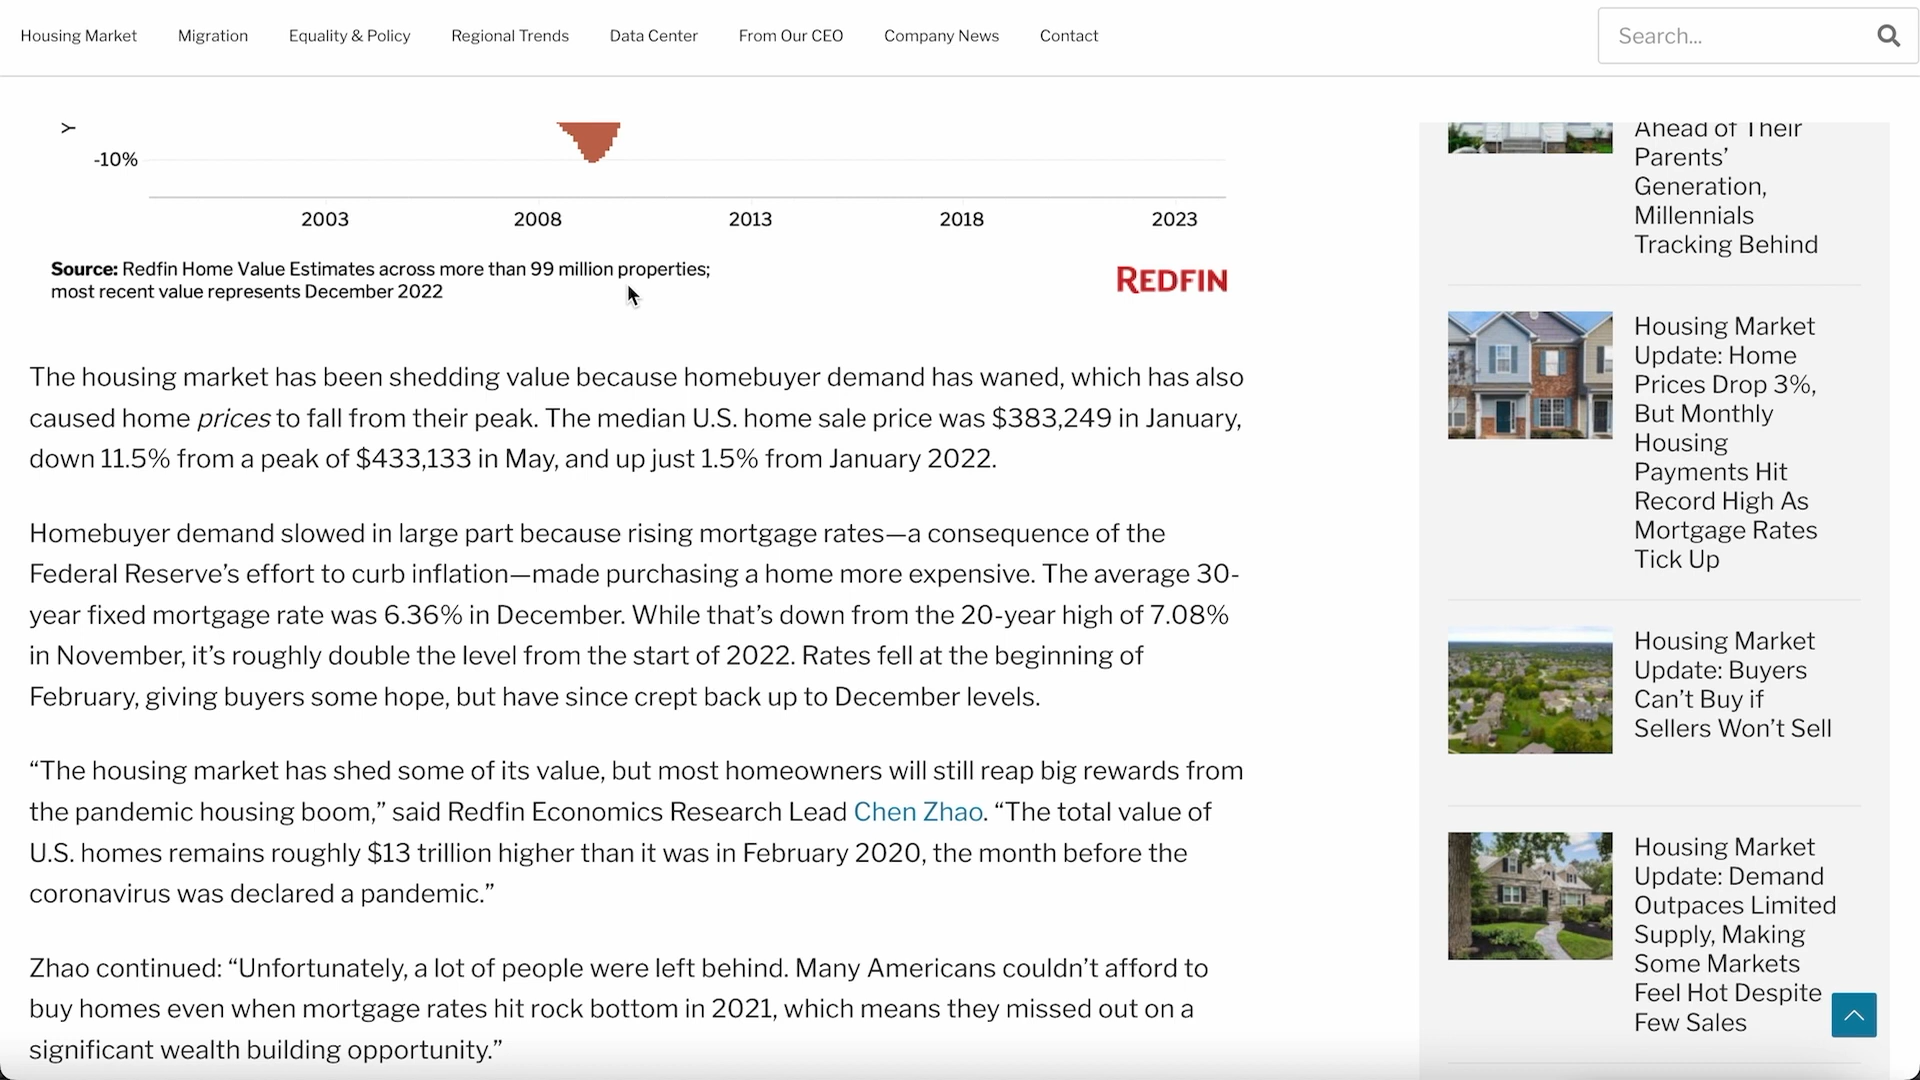 Housing Market Migration Equality & Policy Regional Trends Data Center From Our CEO Company News Contact Search...
Y
-10%
2003 2008 2013 2018 2023
Source: Redfin Home Value Estimates across more than 99 million properties;
most recent value represents December 2022
REDFIN
The housing market has been shedding value because homebuyer demand has waned, which has also
caused home prices to fall from their peak. The median U.S. home sale price was $383,249 in January,
down 11.5% from a peak of $433,133 in May, and up just 1.5% from January 2022.
Homebuyer demand slowed in large part because rising mortgage rates—a consequence of the
Federal Reserve’s effort to curb inflation—made purchasing a home more expensive. The average 30-
year fixed mortgage rate was 6.36% in December. While that’s down from the 20-year high of 7.08%
in November, it’s roughly double the level from the start of 2022. Rates fell at the beginning of
February, giving buyers some hope, but have since crept back up to December levels.
“The housing market has shed some of its value, but most homeowners will still reap big rewards from
the pandemic housing boom,” said Redfin Economics Research Lead Chen Zhao. “The total value of
U.S. homes remains roughly $13 trillion higher than it was in February 2020, the month before the
coronavirus was declared a pandemic.”
Zhao continued: “Unfortunately, a lot of people were left behind. Many Americans couldn’t afford to
buy homes even when mortgage rates hit rock bottom in 2021, which means they missed out on a
significant wealth building opportunity.”
Ahead of Their
Parents’
Generation,
Millennials
Tracking Behind
Housing Market
Update: Home
Prices Drop 3%,
But Monthly
Housing
Payments Hit
Record High As
Mortgage Rates
Tick Up
Housing Market
Update: Buyers
Can’t Buy if
Sellers Won’t Sell
Housing Market
Update: Demand
Outpaces Limited
Supply, Making
Some Markets
Feel Hot Despite
Few Sales